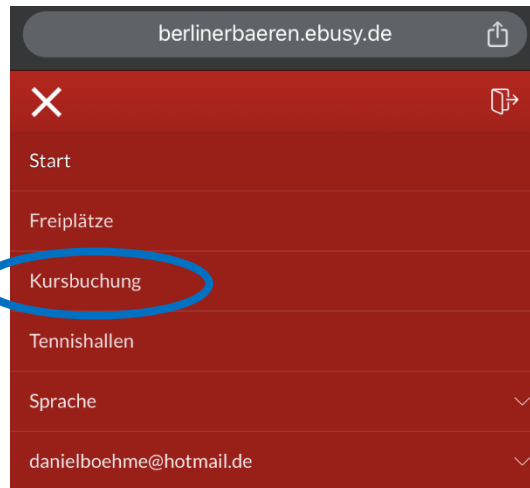 berlinerbaeren.ebusy.de
Start
Freiplätze
Kursbuchung
Tennishallen
Sprache
danielboehme@hotmail.de